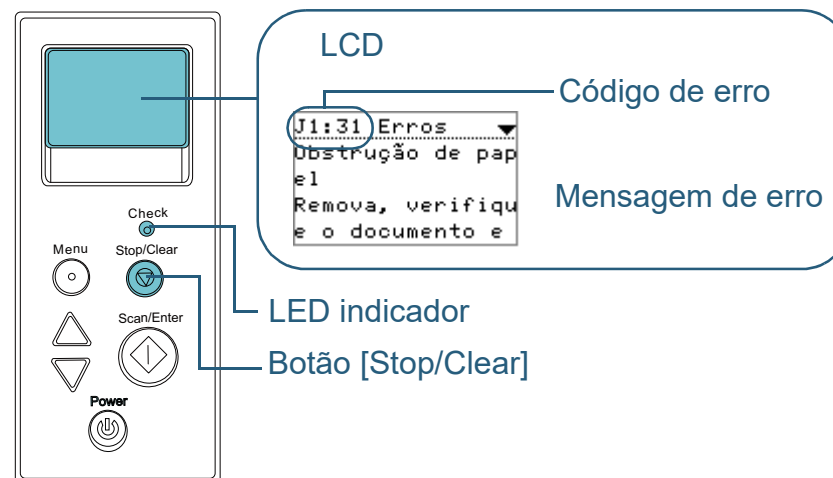 LCD
Código de erro
J1:31 Erros
Obstrução de pap
el
Remova, verifiqu
e o documento e
Mensagem de erro
Check
Menu
Stop/Clear
Scan/Enter
LED indicador
Botão [Stop/Clear]
Power